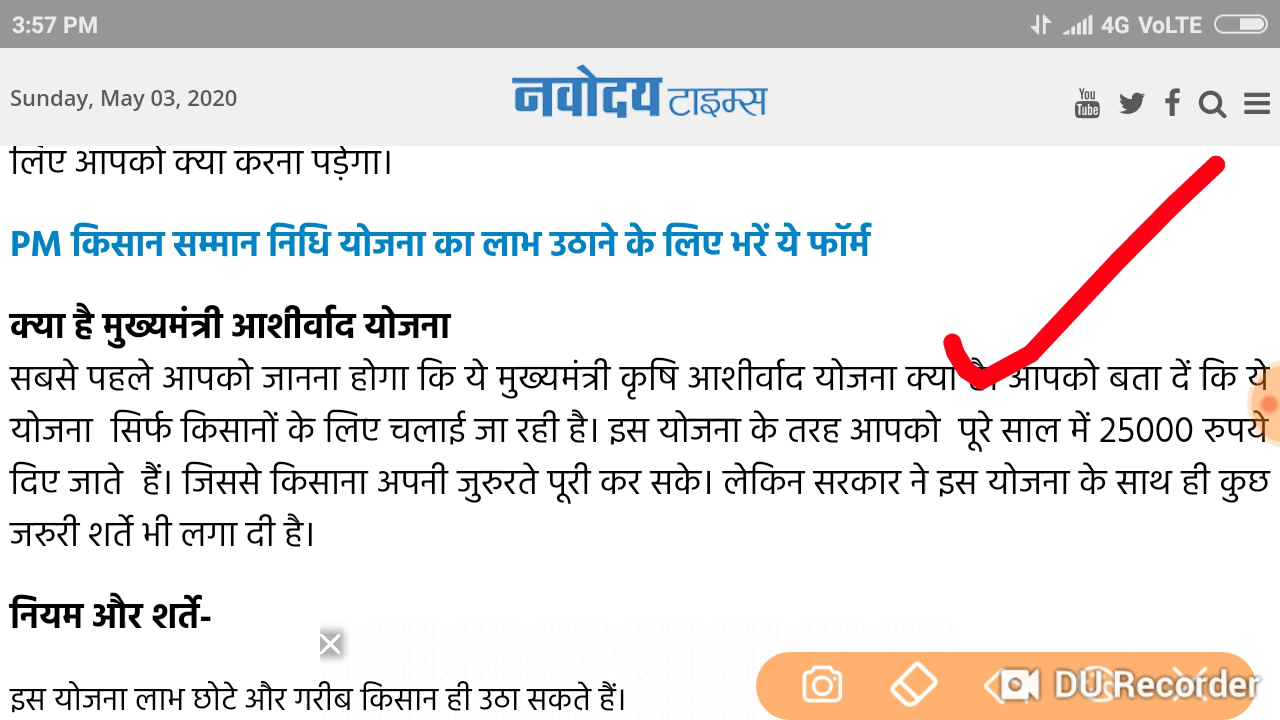 3:57 PM
4G VoLTE
Sunday, May 03, 2020
नवोदय टाइम्स
You Tube
लिए आपको क्या करना पड़ेगा।
PM किसान सम्मान निधि योजना का लाभ उठाने के लिए भरें ये फॉर्म
क्या है मुख्यमंत्री आशीर्वाद योजना
सबसे पहले आपको जानना होगा कि ये मुख्यमंत्री कृषि आशीर्वाद योजना क्या है। आपको बता दें कि ये
योजना सिर्फ किसानों के लिए चलाई जा रही है। इस योजना के तरह आपको पूरे साल में 25000 रुपये
दिए जाते हैं। जिससे किसाना अपनी जुरुरते पूरी कर सके। लेकिन सरकार ने इस योजना के साथ ही कुछ
जरुरी शर्ते भी लगा दी है।
नियम और शर्ते-
इस योजना लाभ छोटे और गरीब किसान ही उठा सकते हैं।
DU Recorder